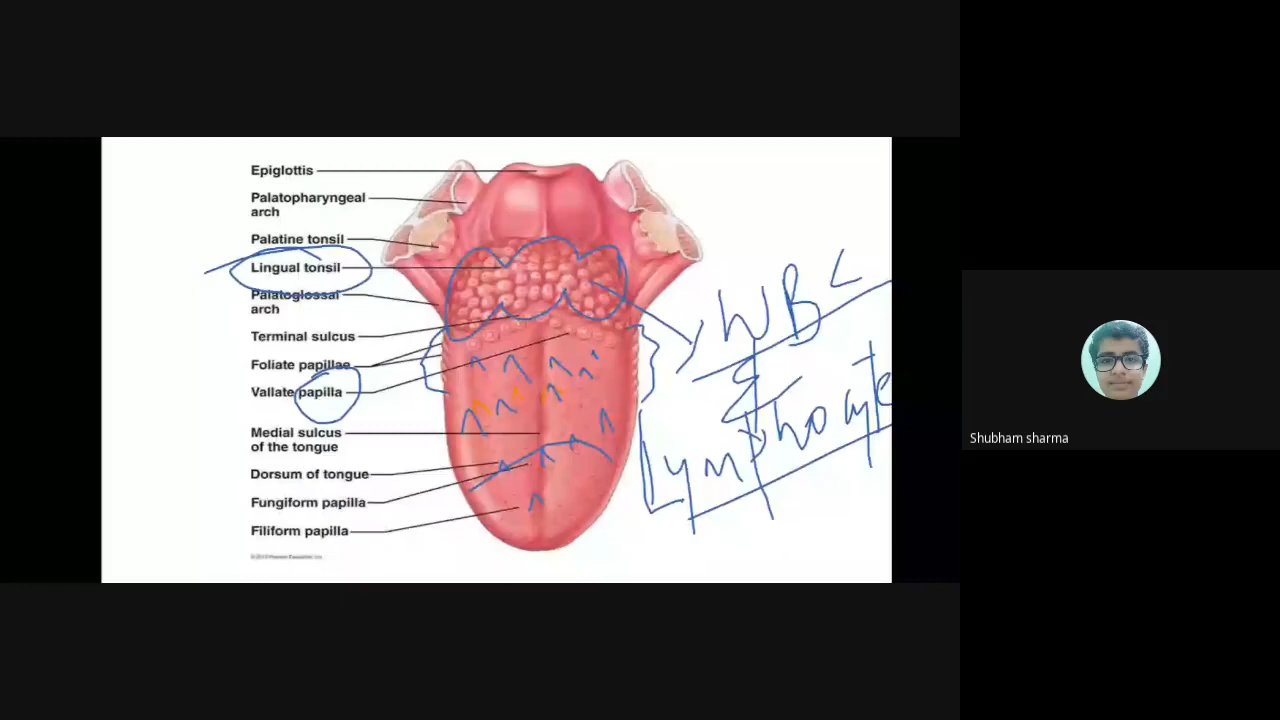 Epiglottis
Palatopharyngeal
arch
Palatine tonsil
Lingual tonsil
Palatoglossal
arch
Terminal sulcus
Foliate papillae
Vallate papilla
Medial sulcus
of the tongue
Dorsum of tongue
Fungiform papilla
Filiform papilla
WBC
Lymphocyte
Shubham sharma